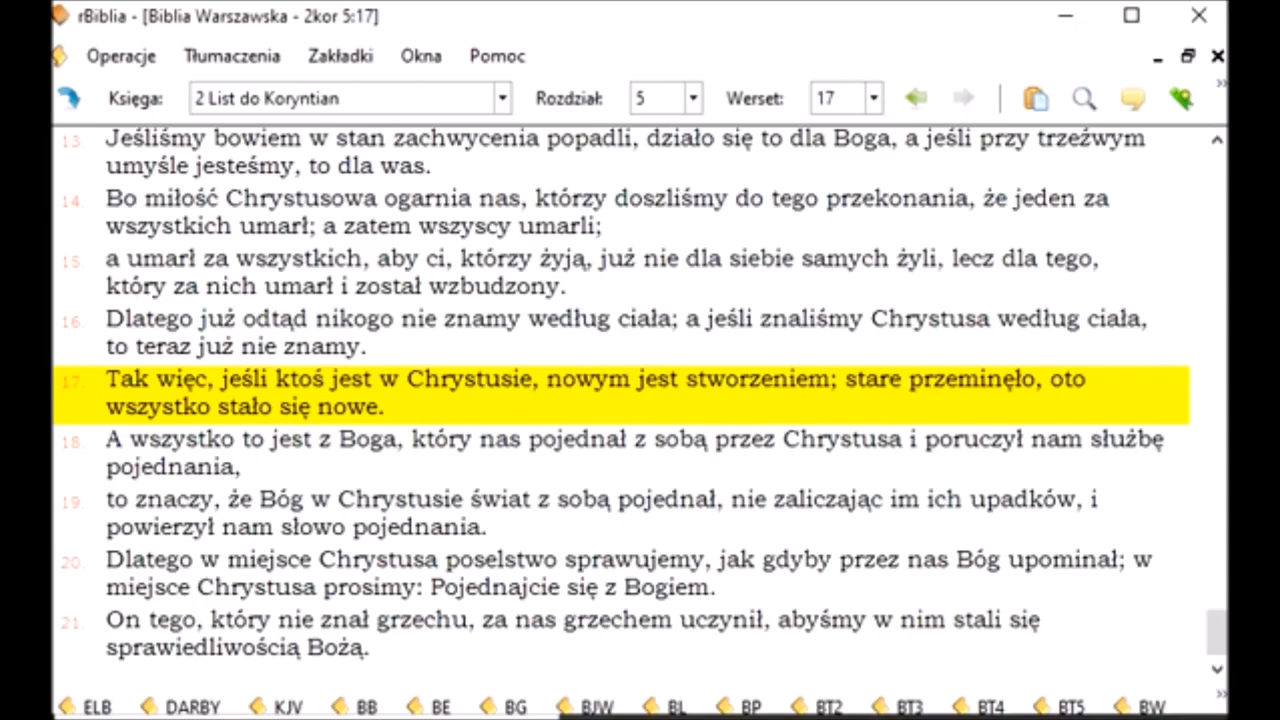 rBiblia - [Biblia Warszawska - 2kor 5:17]
Operacje Tłumaczenia Zakładki Okna Pomoc
Księga: 2 List do Koryntian Rozdział: 5 Werset: 17
13. Jeśliśmy bowiem w stan zachwycenia popadli, działo się to dla Boga, a jeśli przy trzeźwym
umyśle jesteśmy, to dla was.
14. Bo miłość Chrystusowa ogarnia nas, którzy doszliśmy do tego przekonania, że jeden za
wszystkich umarł; a zatem wszyscy umarli;
15. a umarł za wszystkich, aby ci, którzy żyją, już nie dla siebie samych żyli, lecz dla tego,
który za nich umarł i został wzbudzony.
16. Dlatego już odtąd nikogo nie znamy według ciała; a jeśli znaliśmy Chrystusa według ciała,
to teraz już nie znamy.
17. Tak więc, jeśli ktoś jest w Chrystusie, nowym jest stworzeniem; stare przeminęło, oto
wszystko stało się nowe.
18. A wszystko to jest z Boga, który nas pojednał z sobą przez Chrystusa i poruczył nam służbę
pojednania,
19. to znaczy, że Bóg w Chrystusie świat z sobą pojednał, nie zaliczając im ich upadków, i
powierzył nam słowo pojednania.
20. Dlatego w miejsce Chrystusa poselstwo sprawujemy, jak gdyby przez nas Bóg upominał; w
miejsce Chrystusa prosimy: Pojednajcie się z Bogiem.
21. On tego, który nie znał grzechu, za nas grzechem uczynił, abyśmy w nim stali się
sprawiedliwością Bożą.
ELB DARBY KJV BB BE BG BJW BL BP BT2 BT3 BT4 BT5 BW